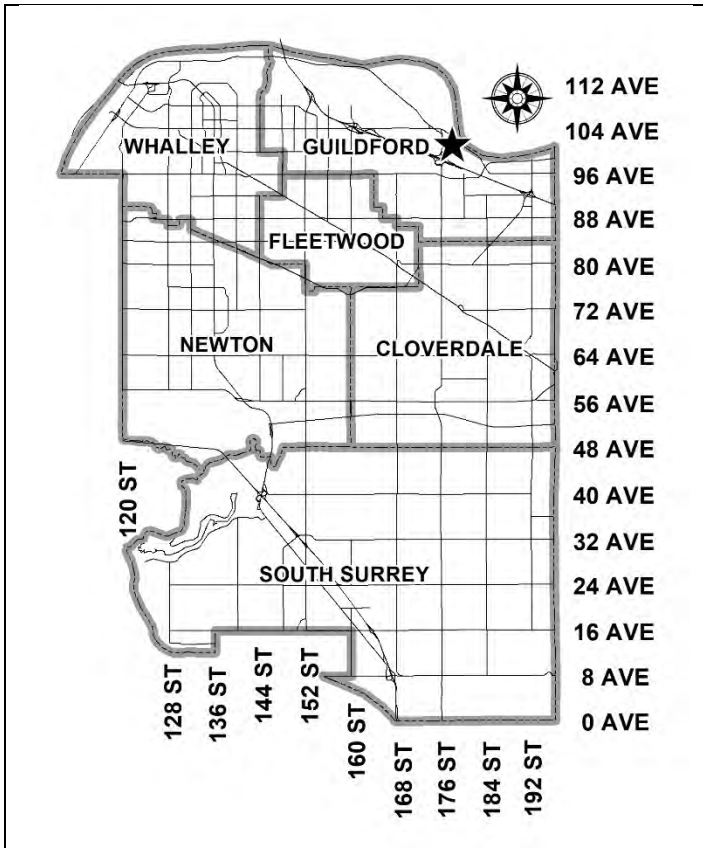 112 AVE
104 AVE
WHALLEY
GUILDFORD
96 AVE
88 AVE
FLEETWOOD
80 AVE
72 AVE
NEWTON
CLOVERDALE
64 AVE
56 AVE
48 AVE
120 ST
40 AVE
32 AVE
SOUTH SURREY
24 AVE
16 AVE
8 AVE
0 AVE
128 ST
136 ST
144 ST
152 ST
160 ST
168 ST
176 ST
184 ST
192 ST